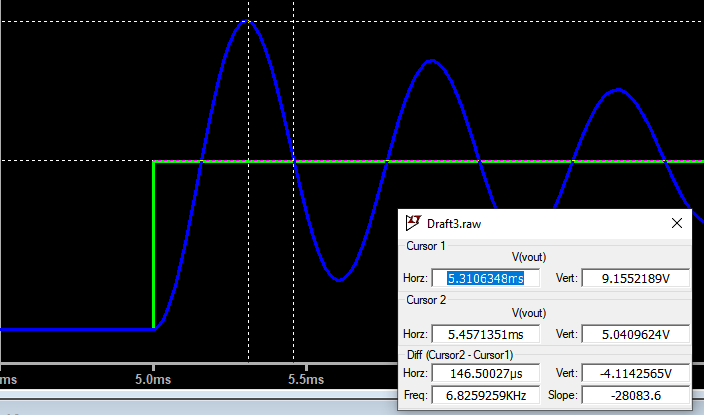 Draft3.raw
Cursor 1
V(vout)
Horz: 5.3106348ms Vert: 9.1552189V
Cursor 2
V(vout)
Horz: 5.4571351ms Vert: 5.0409624V
Diff (Cursor2 - Cursor1)
Horz: 146.50027µs Vert: -4.1142565V
Freq: 6.8259259KHz Slope: -28083.6
ms 5.0ms 5.5ms